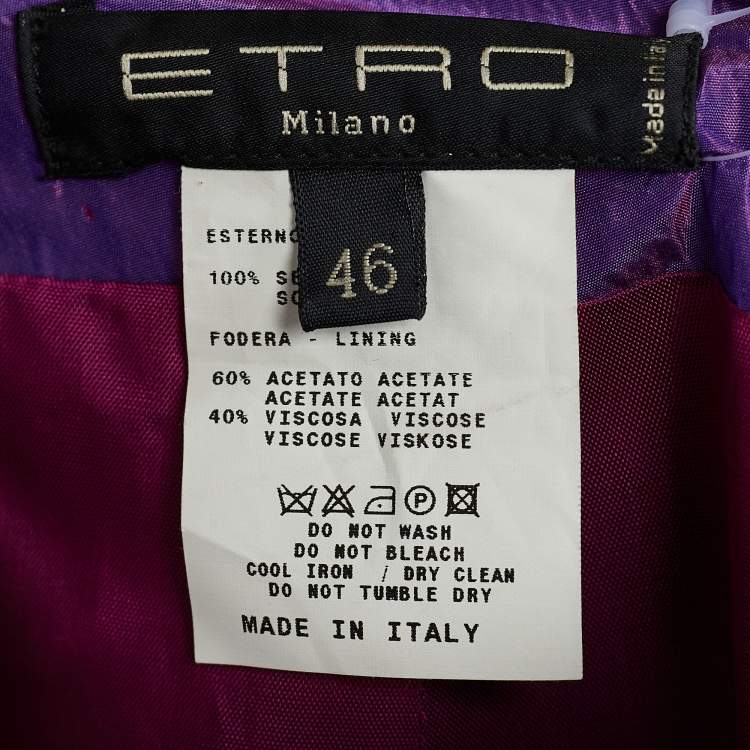 ETRO
Milano
Made in Ita
46
ESTERNO
100% SE
SO
FODERA - LINING
60% ACETATO ACETATE
ACETATE ACETAT
40% VISCOSA VISCOSE
VISCOSE VISKOSE
P
DO NOT WASH
DO NOT BLEACH
COOL IRON / DRY CLEAN
DO NOT TUMBLE DRY
MADE IN ITALY